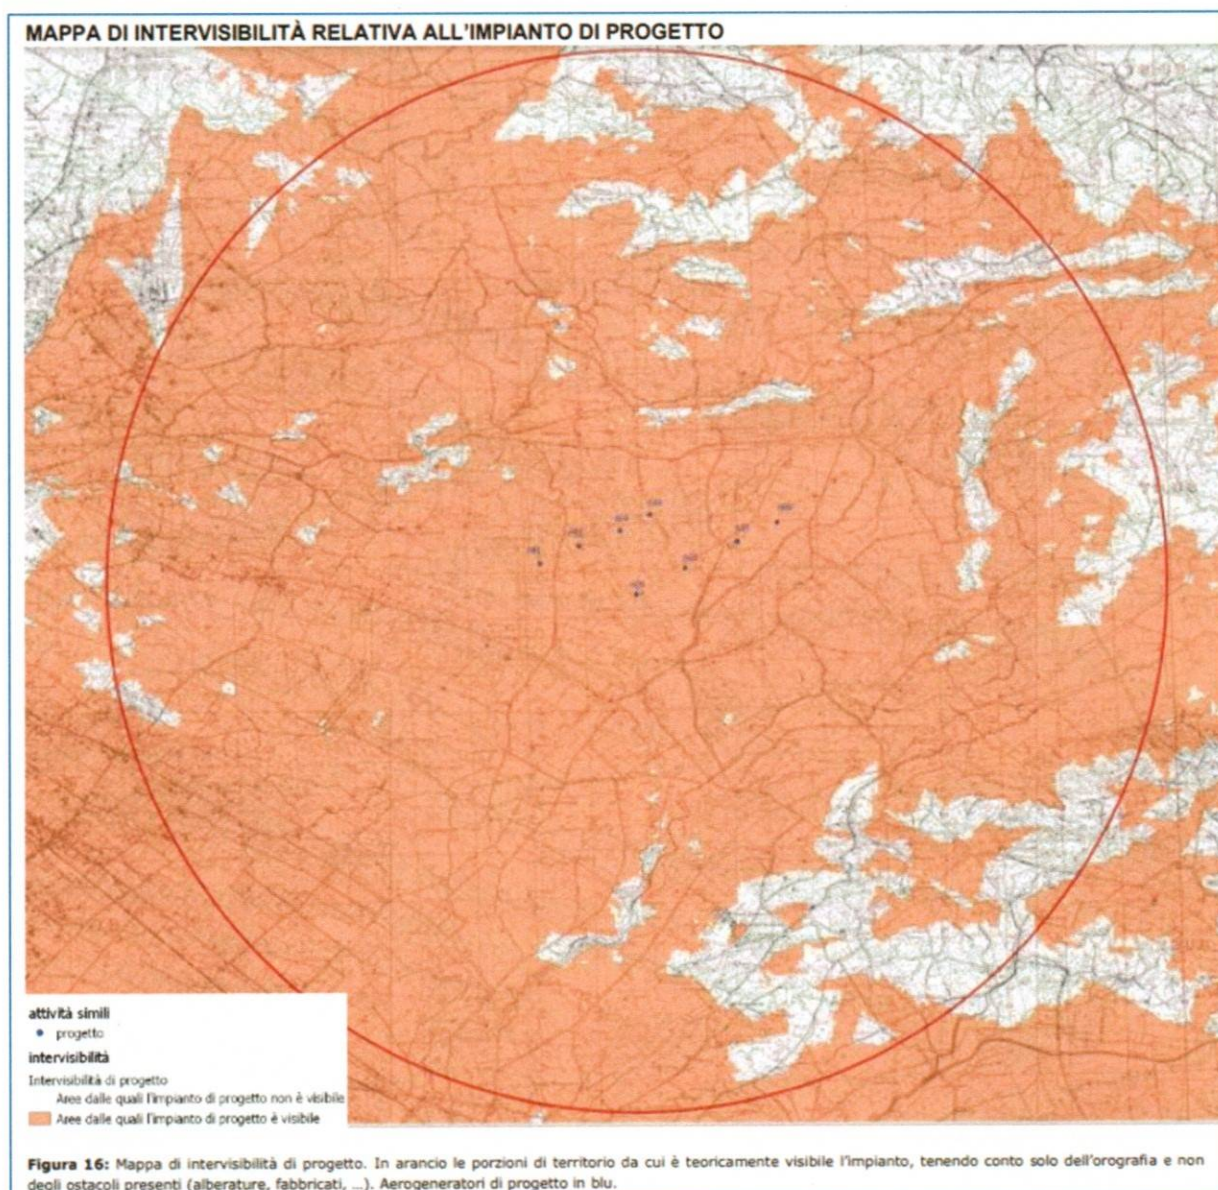 MAPPA DI INTERVISIBILITÀ RELATIVA ALL'IMPIANTO DI PROGETTO
attività simili
progetto
intervisibilità
Intervisibilità di progetto
Aree dalle quali l'impianto di progetto non è visibile
Aree dalle quali l'impianto di progetto è visibile
Figura 16: Mappa di intervisibilità di progetto. In arancio le porzioni di territorio da cui è teoricamente visibile l'impianto, tenendo conto solo dell'orografia e non
degli ostacoli presenti (alberature, fabbricati, ...). Aerogeneratori di progetto in blu.